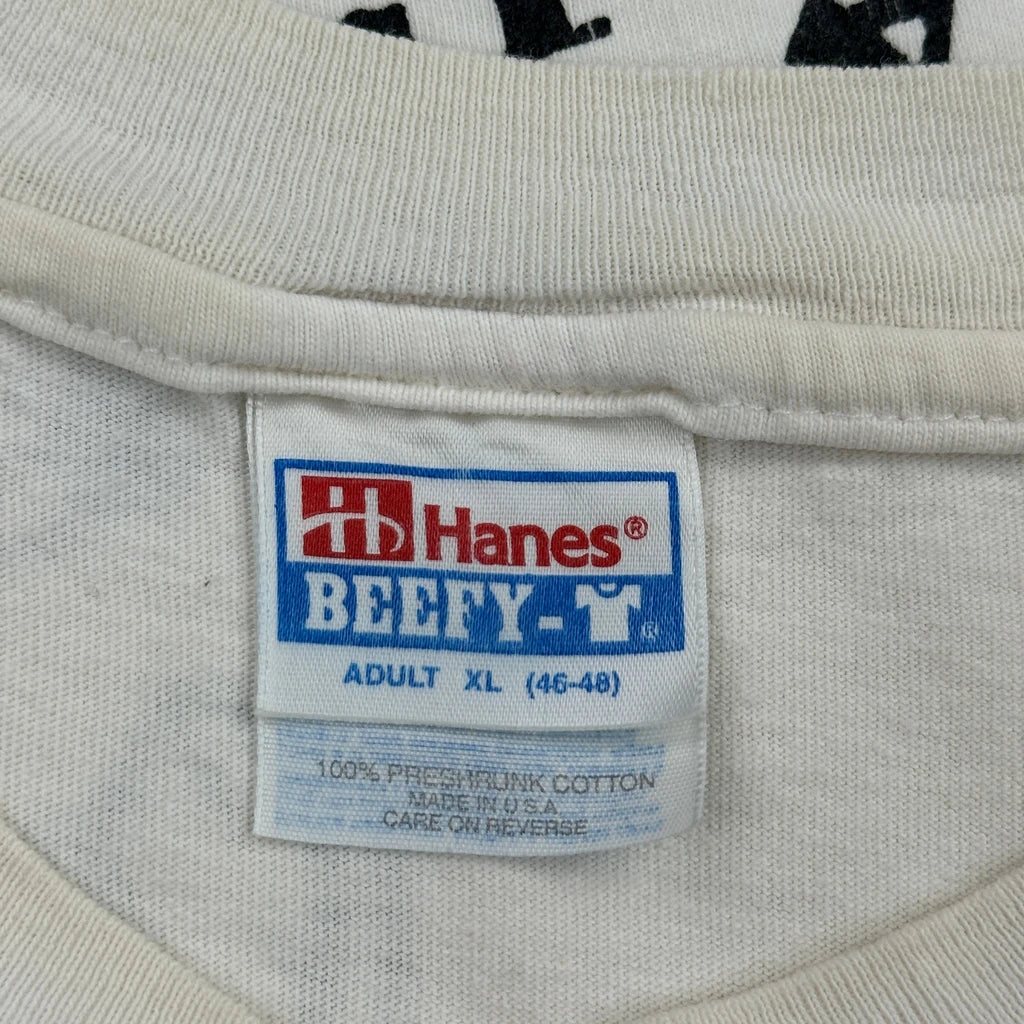 H Hanes®
BEEFY-T®
ADULT XL (46-48)
100% PRESHRUNK COTTON
MADE IN U.S.A
CARE ON REVERSE